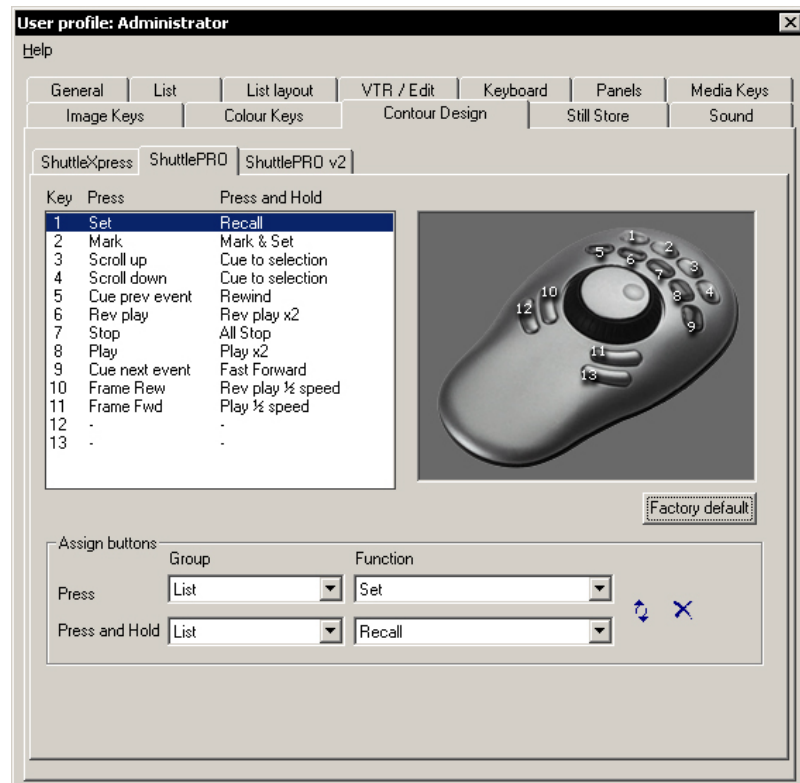 User profile: Administrator
Help
General List List layout VTR / Edit Keyboard Panels Media Keys
Image Keys Colour Keys Contour Design Still Store Sound
ShuttleXpress ShuttlePRO ShuttlePRO v2
Key Press Press and Hold
1 Set Recall
2 Mark Mark & Set
3 Scroll up Cue to selection
4 Scroll down Cue to selection
5 Cue prev event Rewind
6 Rev play Rev play x2
7 Stop All Stop
8 Play Play x2
9 Cue next event Fast Forward
10 Frame Rew Rev play ½ speed
11 Frame Fwd Play ½ speed
12 - -
13 - -
1
2
5
6
3
7
4
8
10
12
9
11
13
Factory default
Assign buttons
Group Function
Press List Set
Press and Hold List Recall